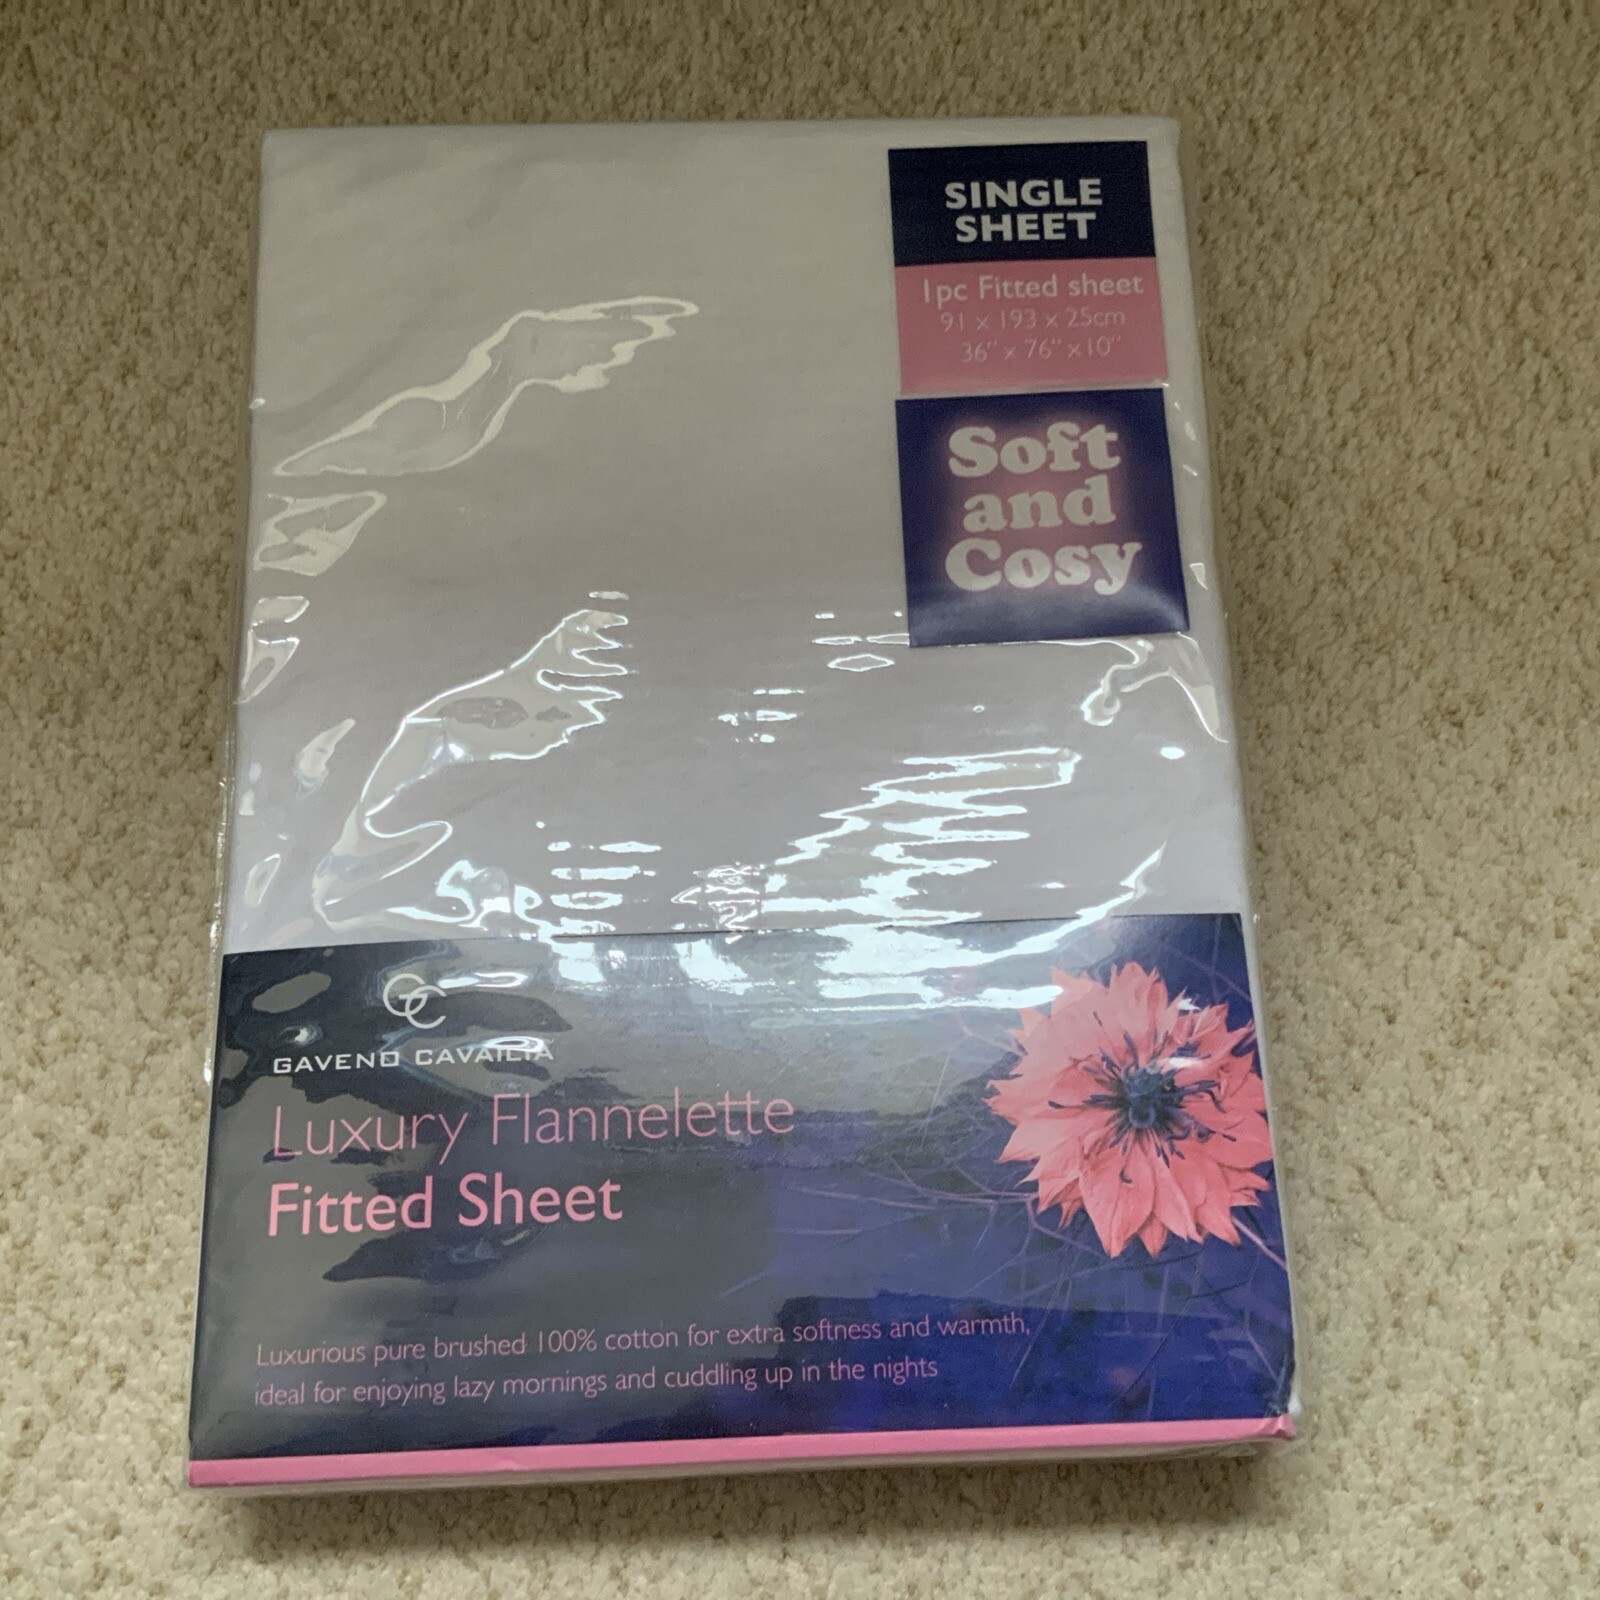 SINGLE
SHEET
1pc Fitted sheet
91 x 193 x 25cm
36" x 76" x 10"
Soft
and
Cosy
GC
GAVENO CAVAILIA
Luxury Flannelette
Fitted Sheet
Luxurious pure brushed 100% cotton for extra softness and warmth,
ideal for enjoying lazy mornings and cuddling up in the nights